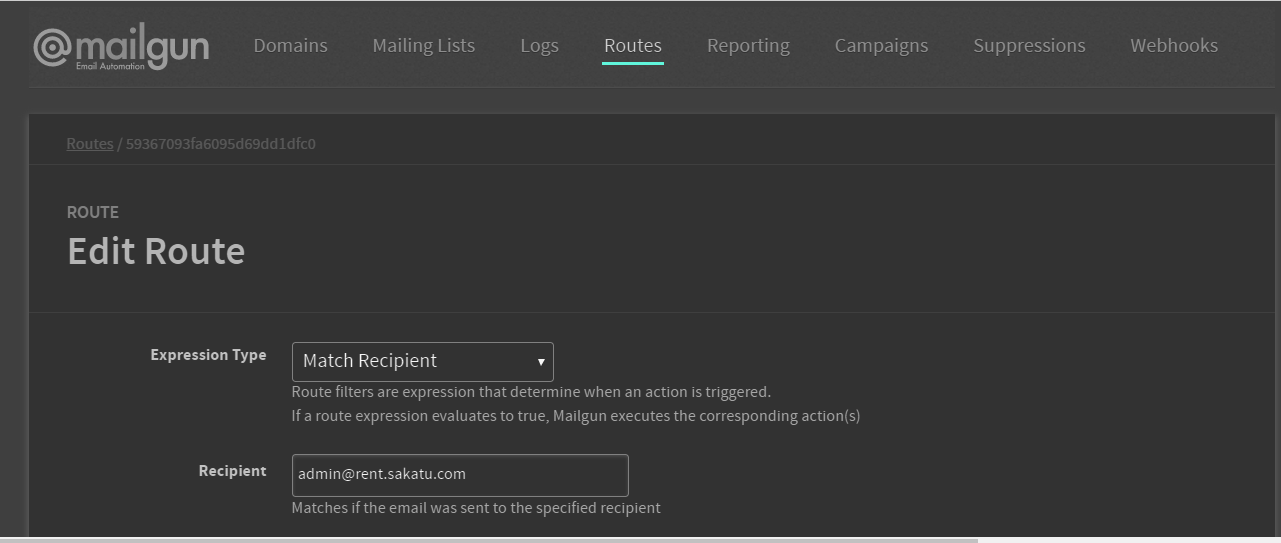 @mailgun
Email Automation
Domains Mailing Lists Logs Routes Reporting Campaigns Suppressions Webhooks
Routes / 59367093fa6095d69dd1dfc0
ROUTE
Edit Route
Expression Type Match Recipient
Route filters are expression that determine when an action is triggered.
If a route expression evaluates to true, Mailgun executes the corresponding action(s)
Recipient admin@rent.sakatu.com
Matches if the email was sent to the specified recipient